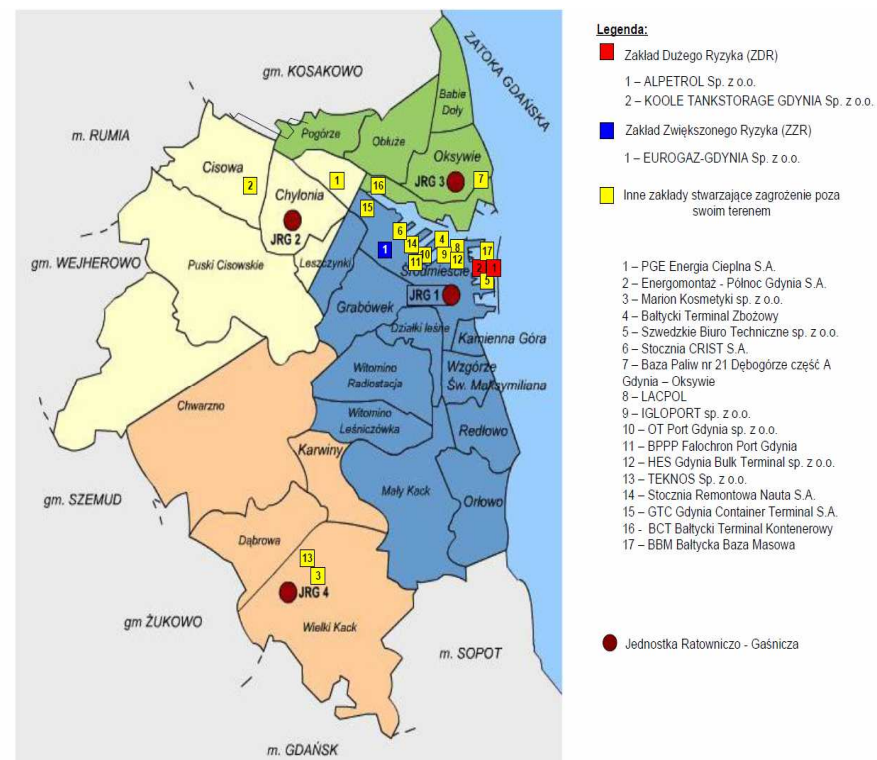 ZATOKA GDAŃSKA
gm. KOSAKOWO
Babie
Doły
m. RUMIA
Pogórze
Obłuże
Oksywie
Cisowa
JRG 3
7
1
16
2
Chylonia
15
JRG 2
6
4
14
8
17
1
10
9
gm. WEJHEROWO
Leszczynki
11
12
2
1
Puski Cisowskie
Śródmieście
5
JRG 1
Grabówek
Działki leśne
Kamienna Góra
Witomino
Radiostacja
Wzgórze
Św. Maksymiliana
Chwarzno
Witomino
Leśniczówka
Redłowo
Karwiny
gm. SZEMUD
Mały Kack
Orłowo
Dąbrowa
13
3
JRG 4
gm ŻUKOWO
Wielki Kack
m. SOPOT
m. GDAŃSK
Legenda:
Zakład Dużego Ryzyka (ZDR)
1 – ALPETROL Sp. z o.o.
2 – KOOLE TANKSTORAGE GDYNIA Sp. z o.o.
Zakład Zwiększonego Ryzyka (ZZR)
1 – EUROGAZ-GDYNIA Sp. z o.o.
Inne zakłady stwarzające zagrożenie poza
swoim terenem
1 – PGE Energia Cieplna S.A.
2 – Energomontaż - Północ Gdynia S.A.
3 – Marion Kosmetyki sp. z o.o.
4 – Bałtycki Terminal Zbożowy
5 – Szwedzkie Biuro Techniczne sp. z o.o.
6 – Stocznia CRIST S.A.
7 – Baza Paliw nr 21 Dębogórze część A
Gdynia – Oksywie
8 – LACPOL
9 – IGLOPORT sp. z o.o.
10 – OT Port Gdynia sp. z o.o.
11 – BPPP Falochron Port Gdynia
12 – HES Gdynia Bulk Terminal sp. z o.o.
13 – TEKNOS Sp. z o.o.
14 – Stocznia Remontowa Nauta S.A.
15 – GTC Gdynia Container Terminal S.A.
16 - BCT Bałtycki Terminal Kontenerowy
17 – BBM Bałtycka Baza Masowa
Jednostka Ratowniczo - Gaśnicza